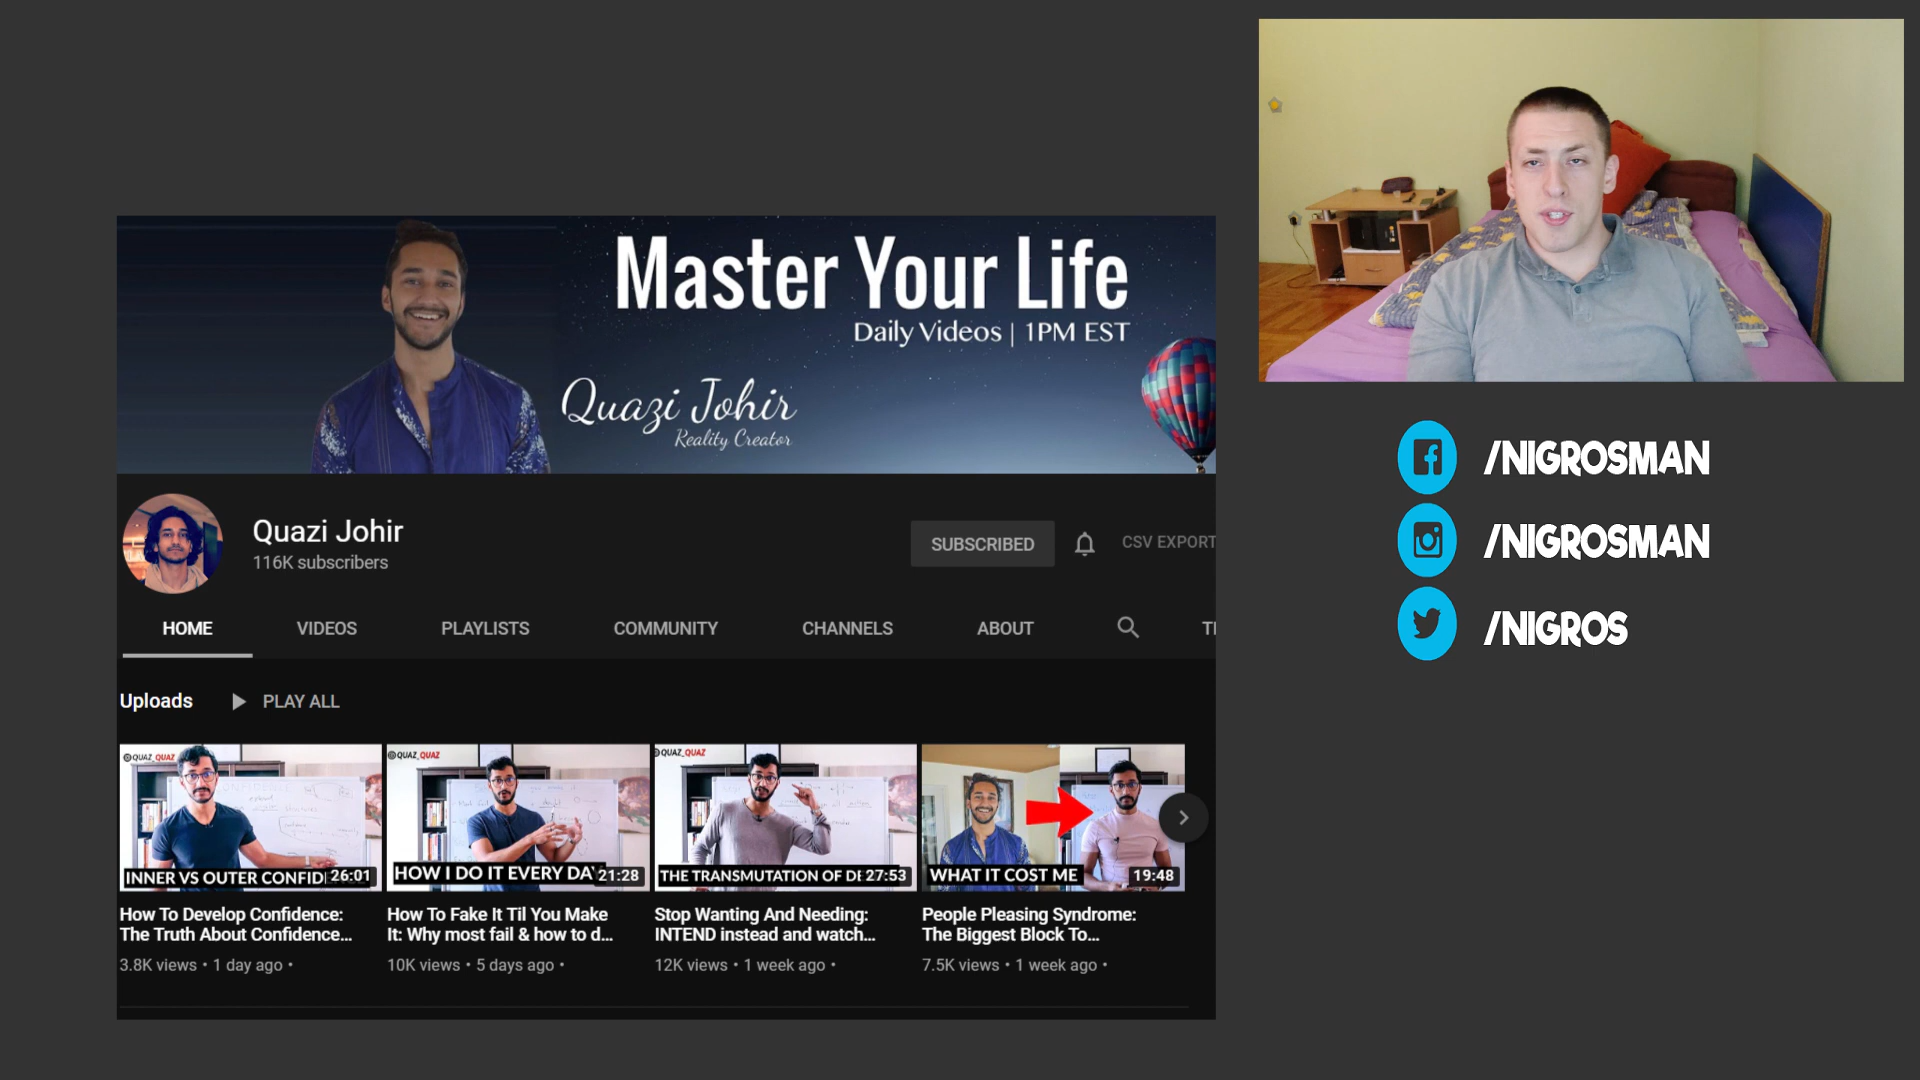 Master Your Life
Daily Videos | 1PM EST
Quazi Johir
Reality Creator
Quazi Johir
116K subscribers
SUBSCRIBED
CSV EXPORT
HOME
VIDEOS
PLAYLISTS
COMMUNITY
CHANNELS
ABOUT
Uploads
PLAY ALL
QUAZ_QUAZ
INNER VS OUTER CONFID
26:01
How To Develop Confidence:
The Truth About Confidence...
3.8K views • 1 day ago •
QUAZ_QUAZ
HOW I DO IT EVERY DAY
21:28
How To Fake It Til You Make
It: Why most fail & how to d...
10K views • 5 days ago •
QUAZ_QUAZ
THE TRANSMUTATION OF DE
27:53
Stop Wanting And Needing:
INTEND instead and watch...
12K views • 1 week ago •
WHAT IT COST ME
19:48
People Pleasing Syndrome:
The Biggest Block To...
7.5K views • 1 week ago •
/NIGROSMAN
/NIGROSMAN
/NIGROS